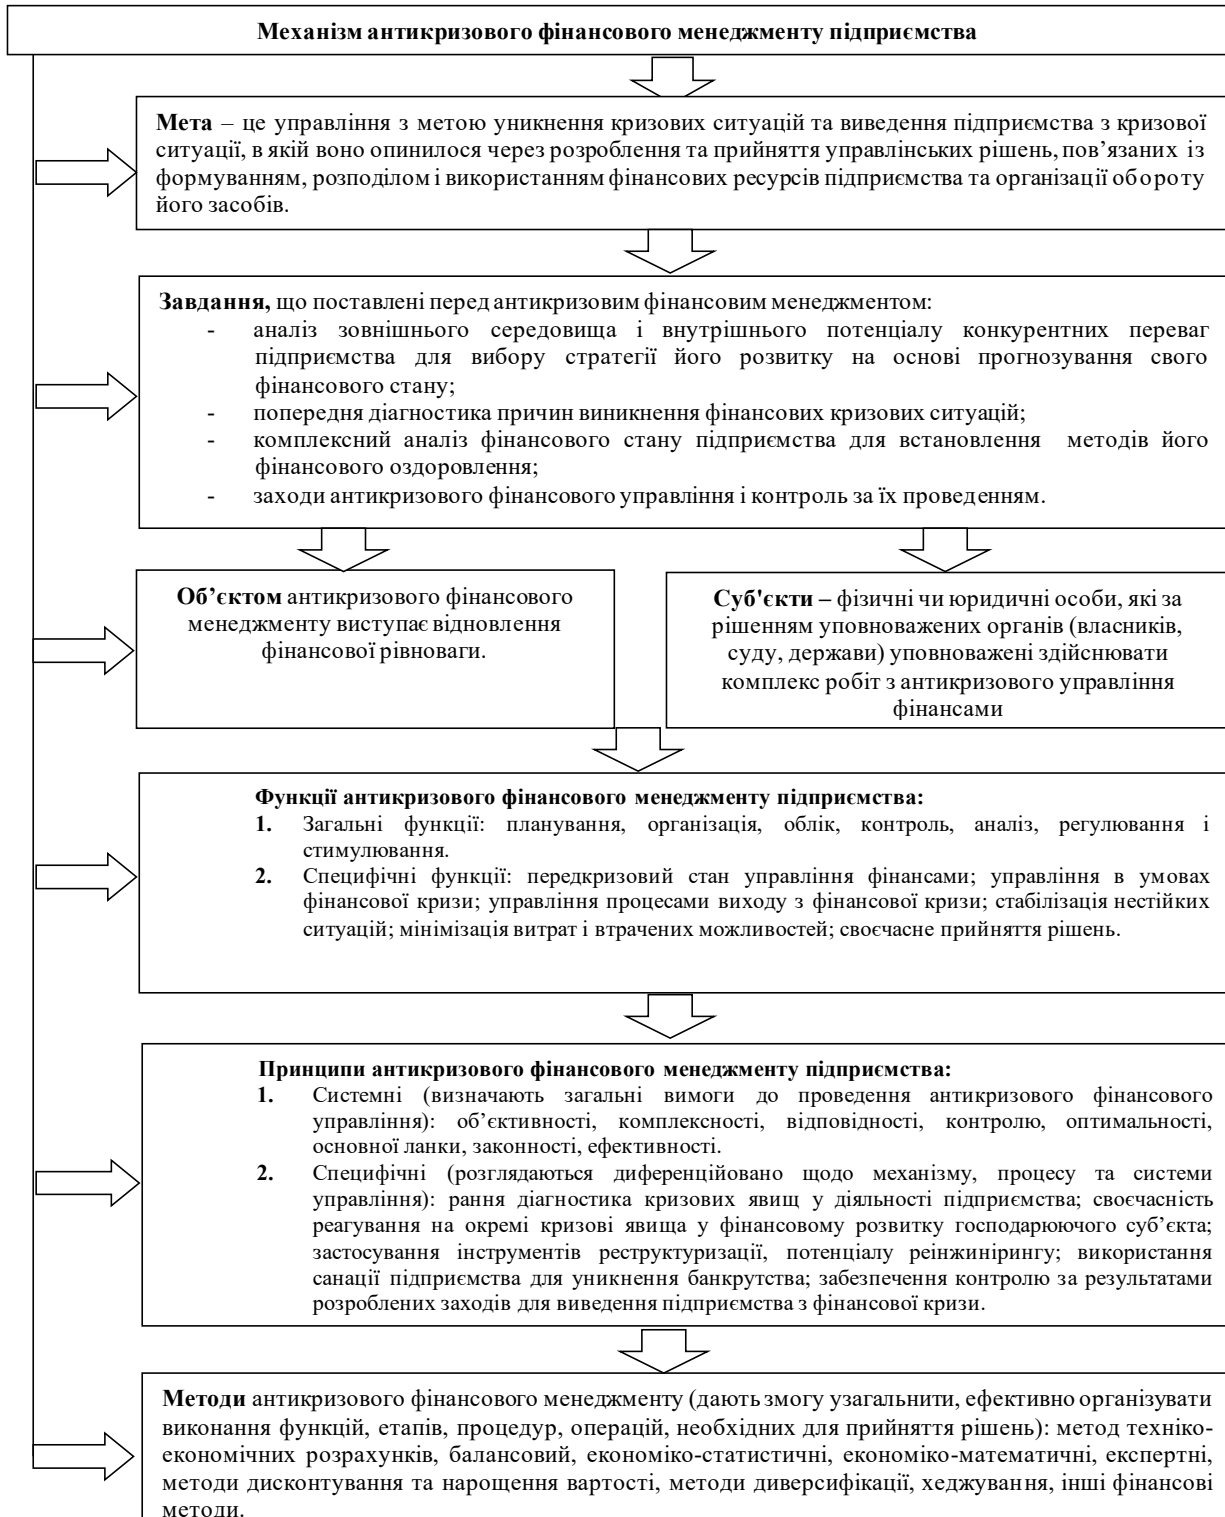 Механізм антикризового фінансового менеджменту підприємства
Мета – це управління з метою уникнення кризових ситуацій та виведення підприємства з кризової
ситуації, в якій воно опинилося через розроблення та прийняття управлінських рішень, пов’язаних із
формуванням, розподілом і використанням фінансових ресурсів підприємства та організації обороту
його засобів.
Завдання, що поставлені перед антикризовим фінансовим менеджментом:
- аналіз зовнішнього середовища і внутрішнього потенціалу конкурентних переваг
підприємства для вибору стратегії його розвитку на основі прогнозування свого
фінансового стану;
- попередня діагностика причин виникнення фінансових кризових ситуацій;
- комплексний аналіз фінансового стану підприємства для встановлення методів його
фінансового оздоровлення;
- заходи антикризового фінансового управління і контроль за їх проведенням.
Об’єктом антикризового фінансового
менеджменту виступає відновлення
фінансової рівноваги.
Суб'єкти – фізичні чи юридичні особи, які за
рішенням уповноважених органів (власників,
суду, держави) уповноважені здійснювати
комплекс робіт з антикризового управління
фінансами
Функції антикризового фінансового менеджменту підприємства:
1. Загальні функції: планування, організація, облік, контроль, аналіз, регулювання і
стимулювання.
2. Специфічні функції: передкризовий стан управління фінансами; управління в умовах
фінансової кризи; управління процесами виходу з фінансової кризи; стабілізація нестійких
ситуацій; мінімізація витрат і втрачених можливостей; своєчасне прийняття рішень.
Принципи антикризового фінансового менеджменту підприємства:
1. Системні (визначають загальні вимоги до проведення антикризового фінансового
управління): об’єктивності, комплексності, відповідності, контролю, оптимальності,
основної ланки, законності, ефективності.
2. Специфічні (розглядаються диференційовано щодо механізму, процесу та системи
управління): рання діагностика кризових явищ у діяльності підприємства; своєчасність
реагування на окремі кризові явища у фінансовому розвитку господарюючого суб’єкта;
застосування інструментів реструктуризації, потенціалу реінжинірингу; використання
санації підприємства для уникнення банкрутства; забезпечення контролю за результатами
розроблених заходів для виведення підприємства з фінансової кризи.
Методи антикризового фінансового менеджменту (дають змогу узагальнити, ефективно організувати
виконання функцій, етапів, процедур, операцій, необхідних для прийняття рішень): метод техніко-
економічних розрахунків, балансовий, економіко-статистичні, економіко-математичні, експертні,
методи дисконтування та нарощення вартості, методи диверсифікації, хеджування, інші фінансові
методи.